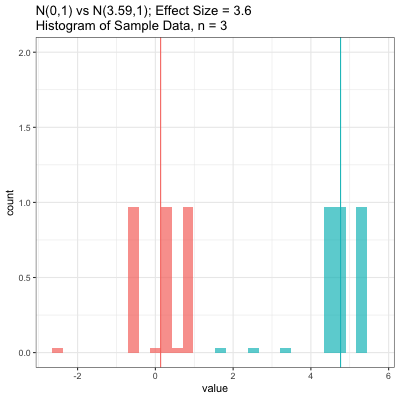 N(0,1) vs N(3.59,1); Effect Size = 3.6
Histogram of Sample Data, n = 3
2.0
1.5
1.0
0.5
0.0
count
-2 0 2 4 6
value